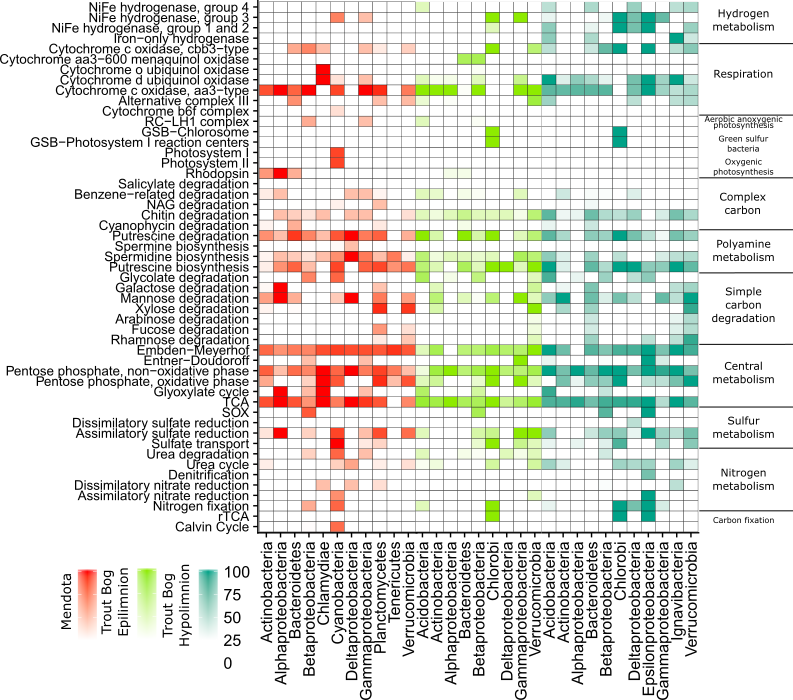 NiFe hydrogenase, group 4
NiFe hydrogenase, group 3
NiFe hydrogenase, group 1 and 2
Iron−only hydrogenase
Cytochrome c oxidase, cbb3−type
Cytochrome aa3−600 menaquinol oxidase
Cytochrome o ubiquinol oxidase
Cytochrome d ubiquinol oxidase
Cytochrome c oxidase, aa3−type
Alternative complex III
Cytochrome b6f complex
RC−LH1 complex
GSB−Chlorosome
GSB−Photosystem I reaction centers
Photosystem I
Photosystem II
Rhodopsin
Salicylate degradation
Benzene−related degradation
NAG degradation
Chitin degradation
Cyanophycin degradation
Putrescine degradation
Spermine biosynthesis
Spermidine biosynthesis
Putrescine biosynthesis
Glycolate degradation
Galactose degradation
Mannose degradation
Xylose degradation
Arabinose degradation
Fucose degradation
Rhamnose degradation
Embden−Meyerhof
Entner−Doudoroff
Pentose phosphate, non−oxidative phase
Pentose phosphate, oxidative phase
Glyoxylate cycle
TCA
SOX
Dissimilatory sulfate reduction
Assimilatory sulfate reduction
Sulfate transport
Urea degradation
Urea cycle
Denitrification
Dissimilatory nitrate reduction
Assimilatory nitrate reduction
Nitrogen fixation
rTCA
Calvin Cycle
Hydrogen
metabolism
Respiration
Aerobic anoxygenic
photosynthesis
Green sulfur
bacteria
Oxygenic
photosynthesis
Complex
carbon
Polyamine
metabolism
Simple
carbon
degradation
Central
metabolism
Sulfur
metabolism
Nitrogen
metabolism
Carbon fixation
Actinobacteria
Alphaproteobacteria
Bacteroidetes
Betaproteobacteria
Chlamydiae
Cyanobacteria
Deltaproteobacteria
Gammaproteobacteria
Planctomycetes
Tenericutes
Verrucomicrobia
Acidobacteria
Actinobacteria
Alphaproteobacteria
Bacteroidetes
Betaproteobacteria
Chlorobi
Deltaproteobacteria
Gammaproteobacteria
Verrucomicrobia
Acidobacteria
Actinobacteria
Alphaproteobacteria
Bacteroidetes
Betaproteobacteria
Chlorobi
Deltaproteobacteria
Epsilonproteobacteria
Gammaproteobacteria
Ignavibacteria
Verrucomicrobia
Mendota
Trout Bog
Epilimnion
Trout Bog
Hypolimnion
100
75
50
25
0